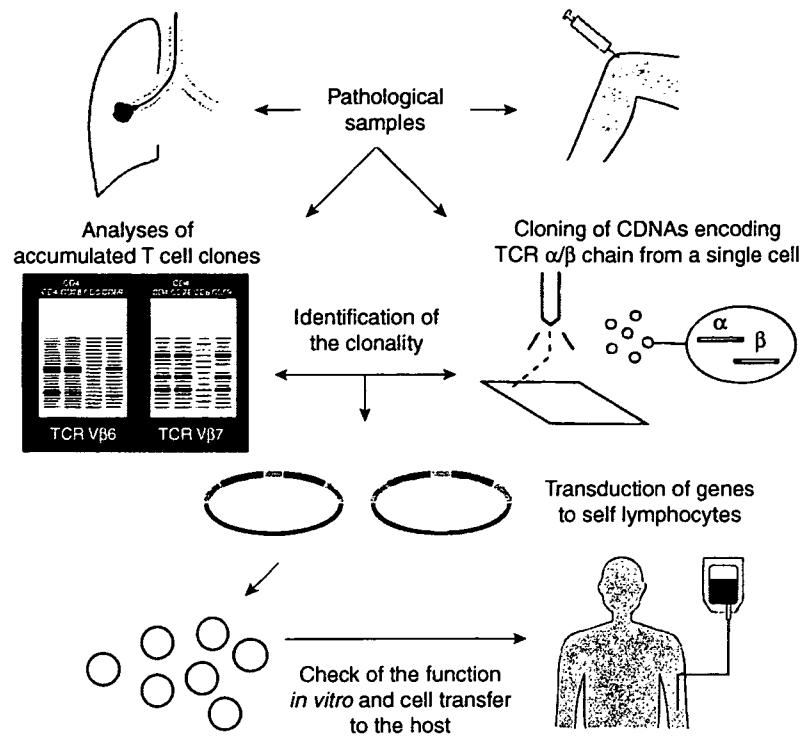 Pathological
samples
Analyses of
accumulated T cell clones
Cloning of CDNAs encoding
TCR α/β chain from a single cell
CD4
CD4
TCR Vβ6
TCR Vβ7
Identification of
the clonality
α
β
Transduction of genes
to self lymphocytes
Check of the function
in vitro and cell transfer
to the host